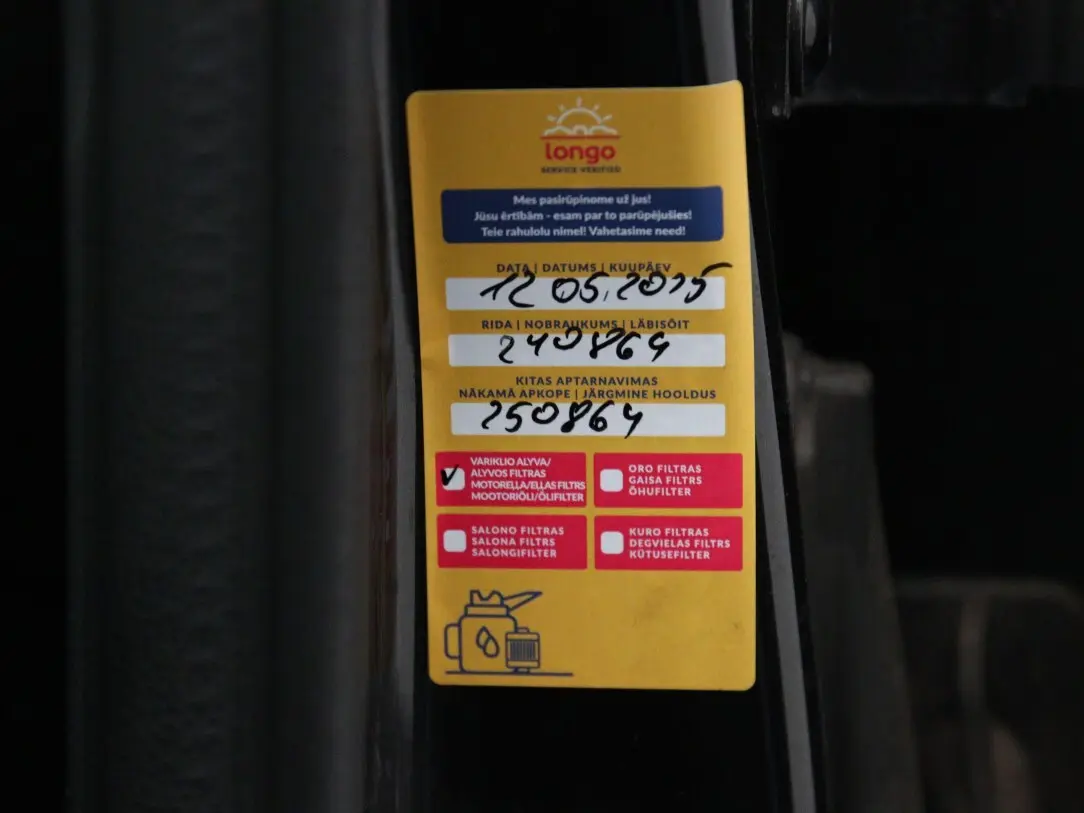 longo
SERVICE VERIFIED
Mes pasirūpinome už jus!
Jūsu ērtībām - esam par to parūpējušies!
Teie rahulolu nimel! Vahetasime need!
DATA | DATUMS | KUUPÄEV
12 05.2025
RIDA | NOBRAUKUMS | LÄBISÕIT
240864
KITAS APTARNAVIMAS
NĀKAMĀ APKOPE | JÄRGMINE HOOLDUS
250864
VARIKLIO ALYVA/
ALYVOS FILTRAS
MOTOREĻĻA/EĻĻAS FILTRS
MOOTORIÕLI/ÕLIFILTER
ORO FILTRAS
GAISA FILTRS
ÕHUFILTER
SALONO FILTRAS
SALONA FILTRS
SALONGIFILTER
KURO FILTRAS
DEGVIELAS FILTRS
KÜTUSEFILTER